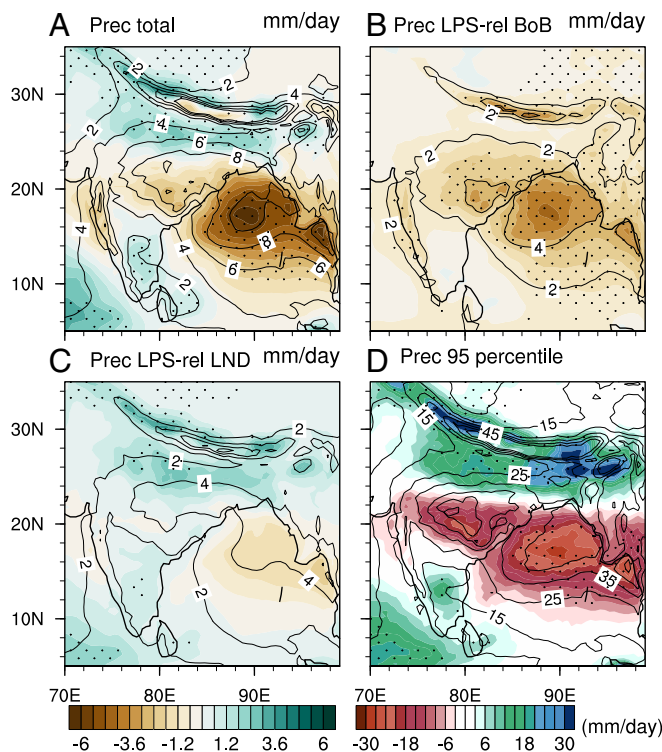 A Prec total mm/day
B Prec LPS-rel BoB mm/day
2 2 4 2 4 6 8 4 4 8 6 6 2
2 2 2 2 4 2
30N
20N
10N
C Prec LPS-rel LND mm/day
D Prec 95 percentile
2 2 4 2 4 2
15 45 15 25 35 25 15
30N
20N
10N
70E 80E 90E 70E 80E 90E
-6 -3.6 -1.2 1.2 3.6 6
-30 -18 -6 6 18 30 (mm/day)